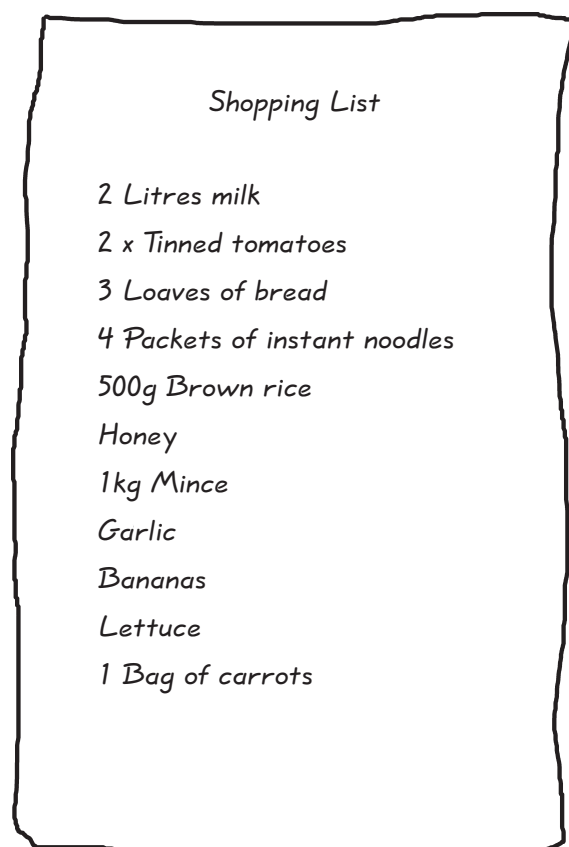 Shopping List
2 Litres milk
2 x Tinned tomatoes
3 Loaves of bread
4 Packets of instant noodles
500g Brown rice
Honey
1kg Mince
Garlic
Bananas
Lettuce
1 Bag of carrots